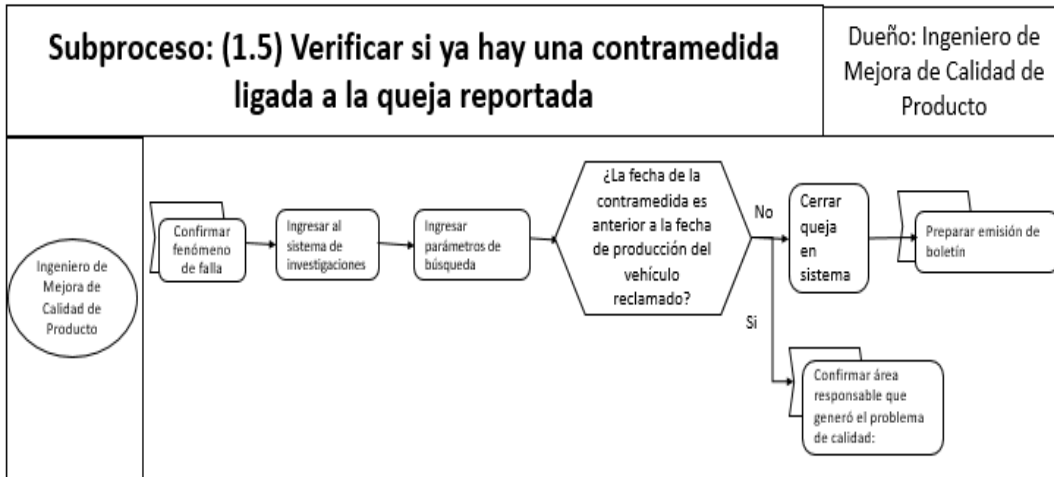 Subproceso: (1.5) Verificar si ya hay una contramedida
ligada a la queja reportada
Dueño: Ingeniero de
Mejora de Calidad de
Producto
Ingeniero de
Mejora de
Calidad de
Producto
Confirmar
fenómeno
de falla
Ingresar al
sistema de
investigaciones
Ingresar
parámetros de
búsqueda
¿La fecha de la
contramedida es
anterior a la fecha
de producción del
vehículo
reclamado?
No
Cerrar
queja
en
sistema
Preparar emisión de
boletín
Si
Confirmar área
responsable que
generó el problema
de calidad: